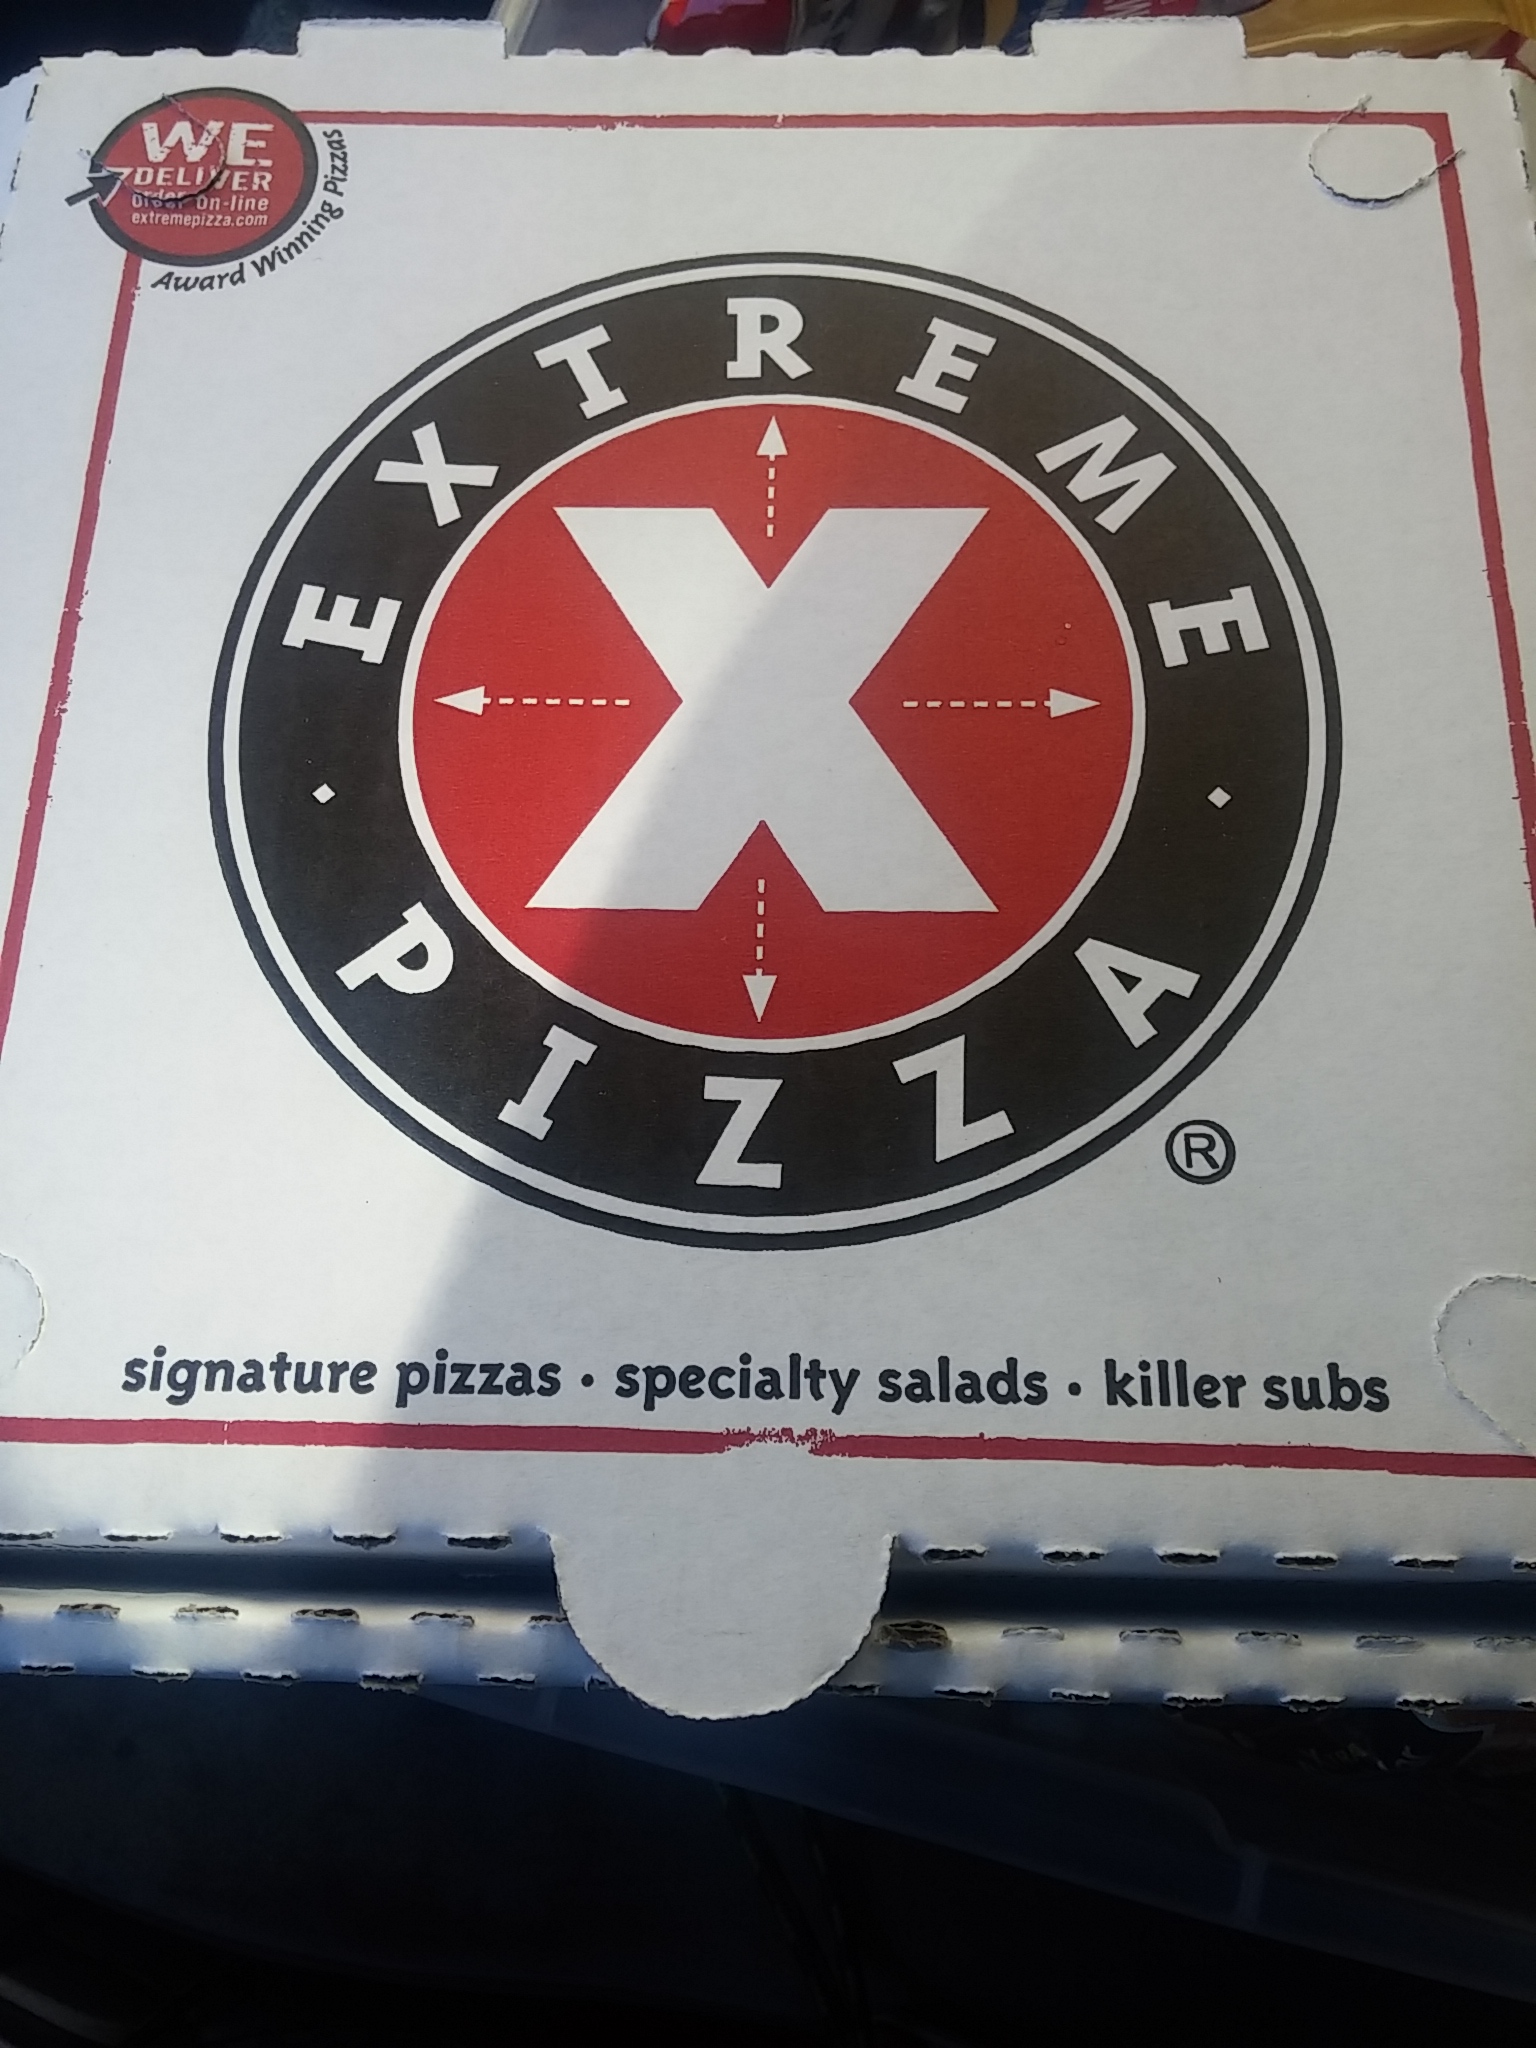 WE
DELIVER
order on-line
extremepizza.com
Award Winning Pizzas
EXTREME
X
PIZZA
®
signature pizzas • specialty salads • killer subs